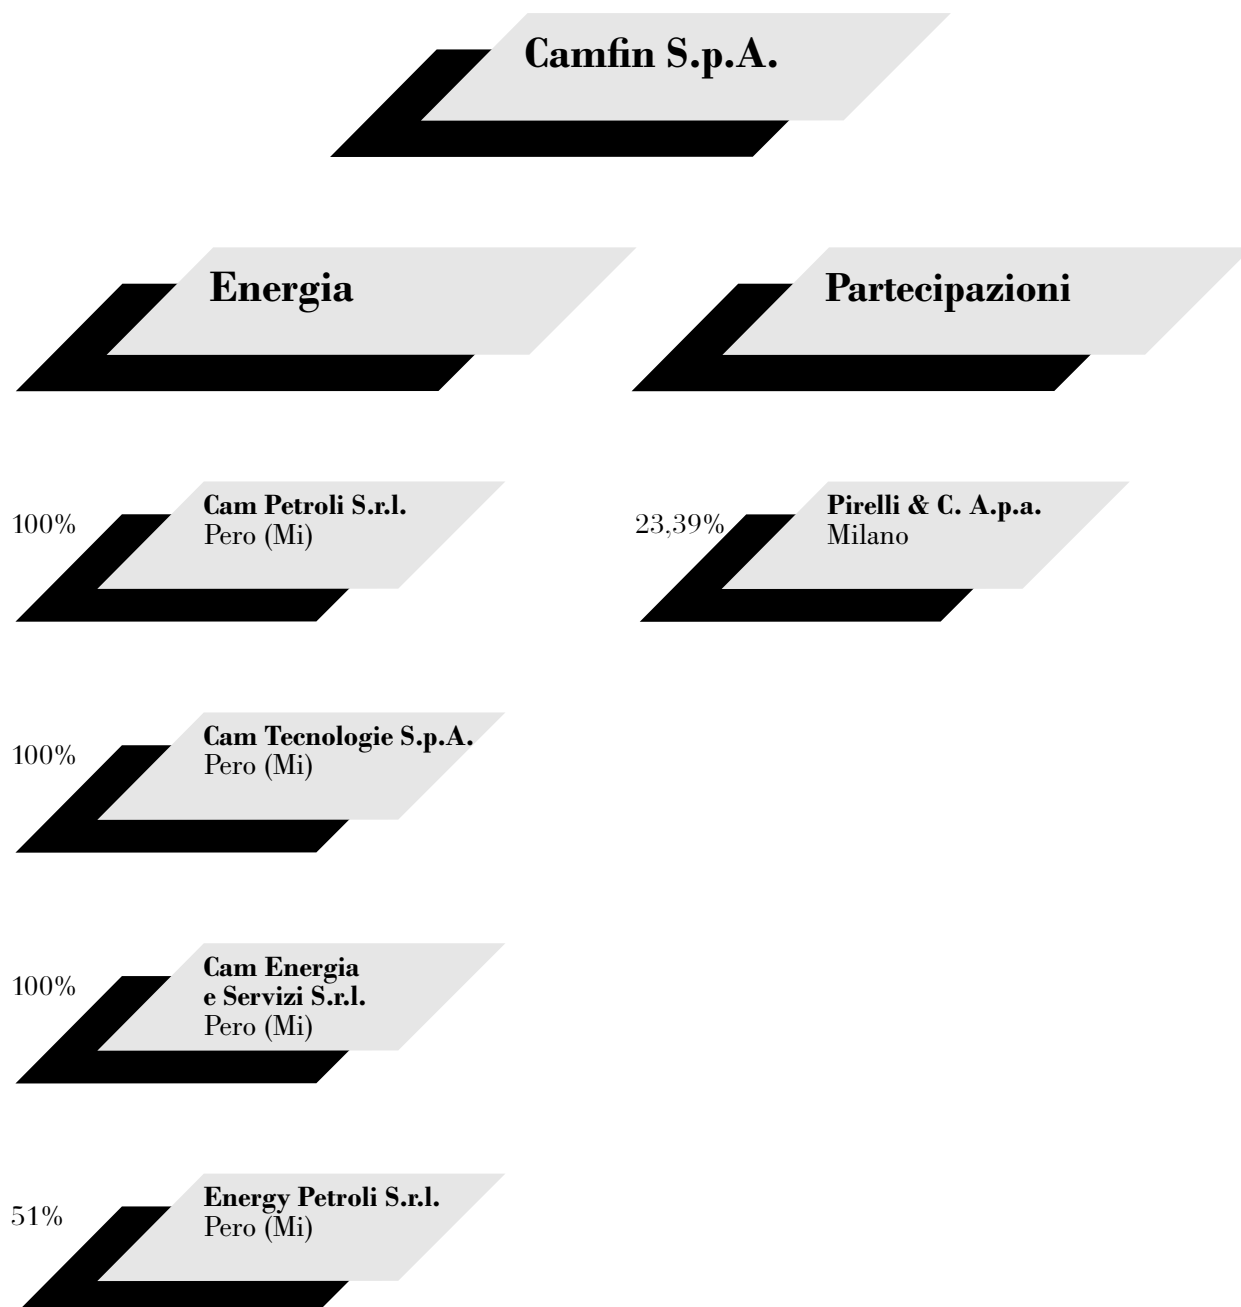 Camfin S.p.A.
Energia
Partecipazioni
100%
Cam Petroli S.r.l.
Pero (Mi)
23,39%
Pirelli & C. A.p.a.
Milano
100%
Cam Tecnologie S.p.A.
Pero (Mi)
100%
Cam Energia
e Servizi S.r.l.
Pero (Mi)
51%
Energy Petroli S.r.l.
Pero (Mi)